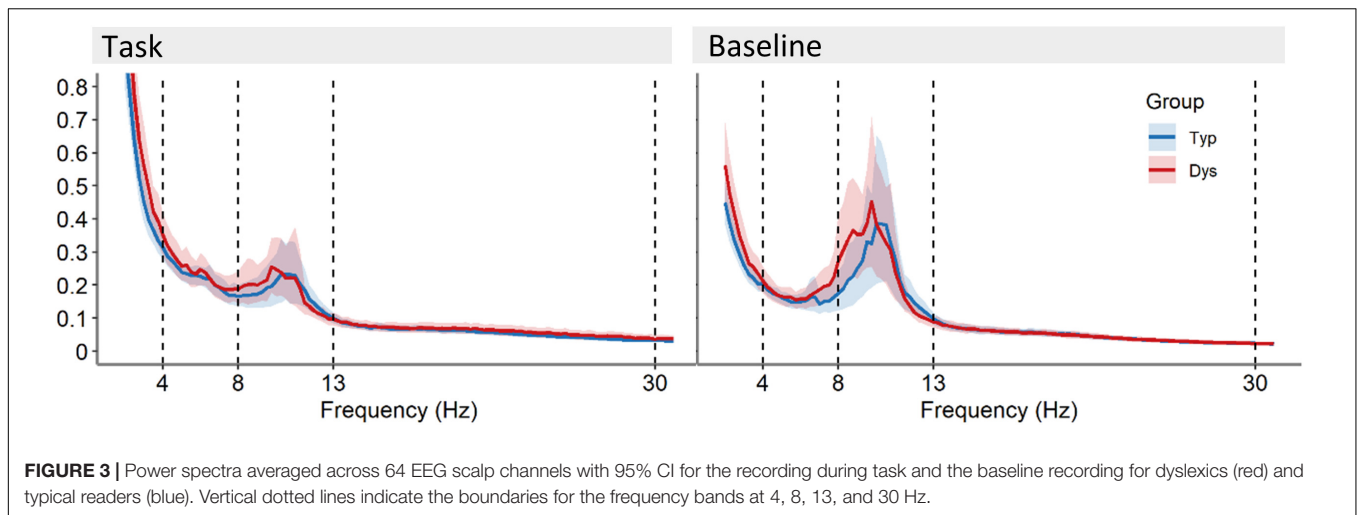 Task
Baseline
0.8
0.7
0.6
0.5
0.4
0.3
0.2
0.1
0
Group
Typ
Dys
4 8 13 30 4 8 13 30
Frequency (Hz) Frequency (Hz)
FIGURE 3 | Power spectra averaged across 64 EEG scalp channels with 95% CI for the recording during task and the baseline recording for dyslexics (red) and
typical readers (blue). Vertical dotted lines indicate the boundaries for the frequency bands at 4, 8, 13, and 30 Hz.